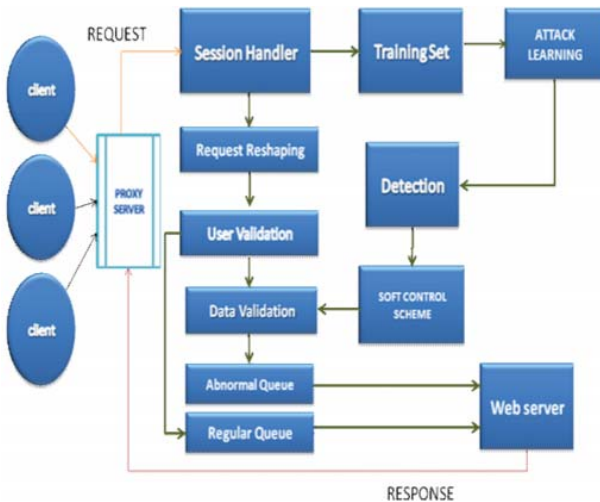 REQUEST
Session Handler
Training Set
ATTACK
LEARNING
client
Request Reshaping
PROXY
SERVER
Detection
client
User Validation
Data Validation
SOFT CONTROL
SCHEME
client
Abnormal Queue
Web server
Regular Queue
RESPONSE